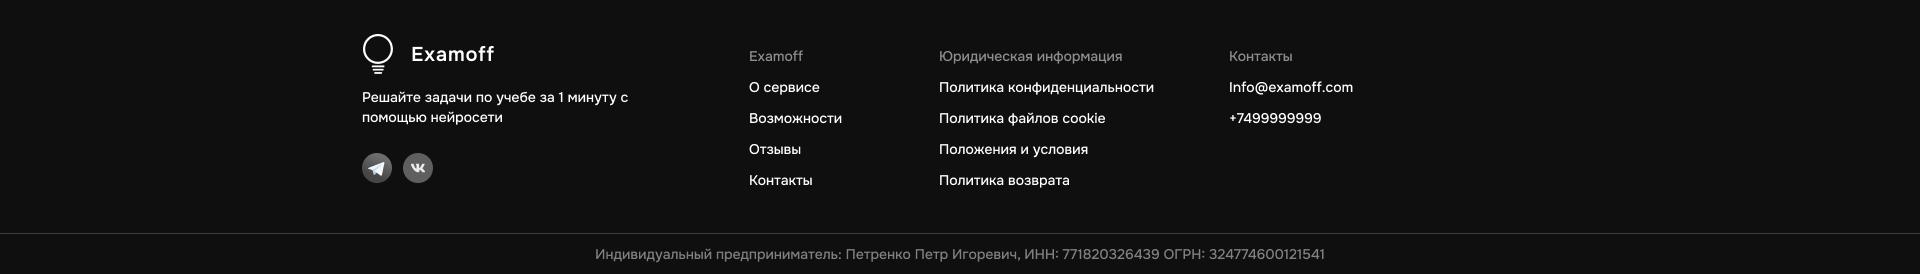 Examoff
Решайте задачи по учебе за 1 минуту с
помощью нейросети
Examoff
О сервисе
Возможности
Отзывы
Контакты
Юридическая информация
Политика конфиденциальности
Политика файлов cookie
Положения и условия
Политика возврата
Контакты
Info@examoff.com
+7499999999
Индивидуальный предприниматель: Петренко Петр Игоревич, ИНН: 771820326439 ОГРН: 324774600121541